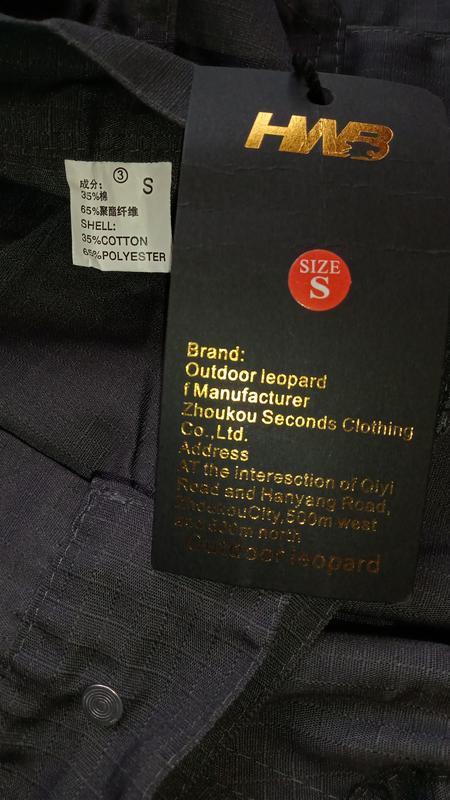 ③ S
成分:
35%棉
65%聚酯纤维
SHELL:
35%COTTON
65%POLYESTER
HWB
SIZE
S
Brand:
Outdoor leopard
f Manufacturer
Zhoukou Seconds Clothing
Co.,Ltd.
Address
AT the interesction of Qiyi
Road and Hanyang Road,
ZhoukouCity,500m west
and 500m north
Outdoor leopard